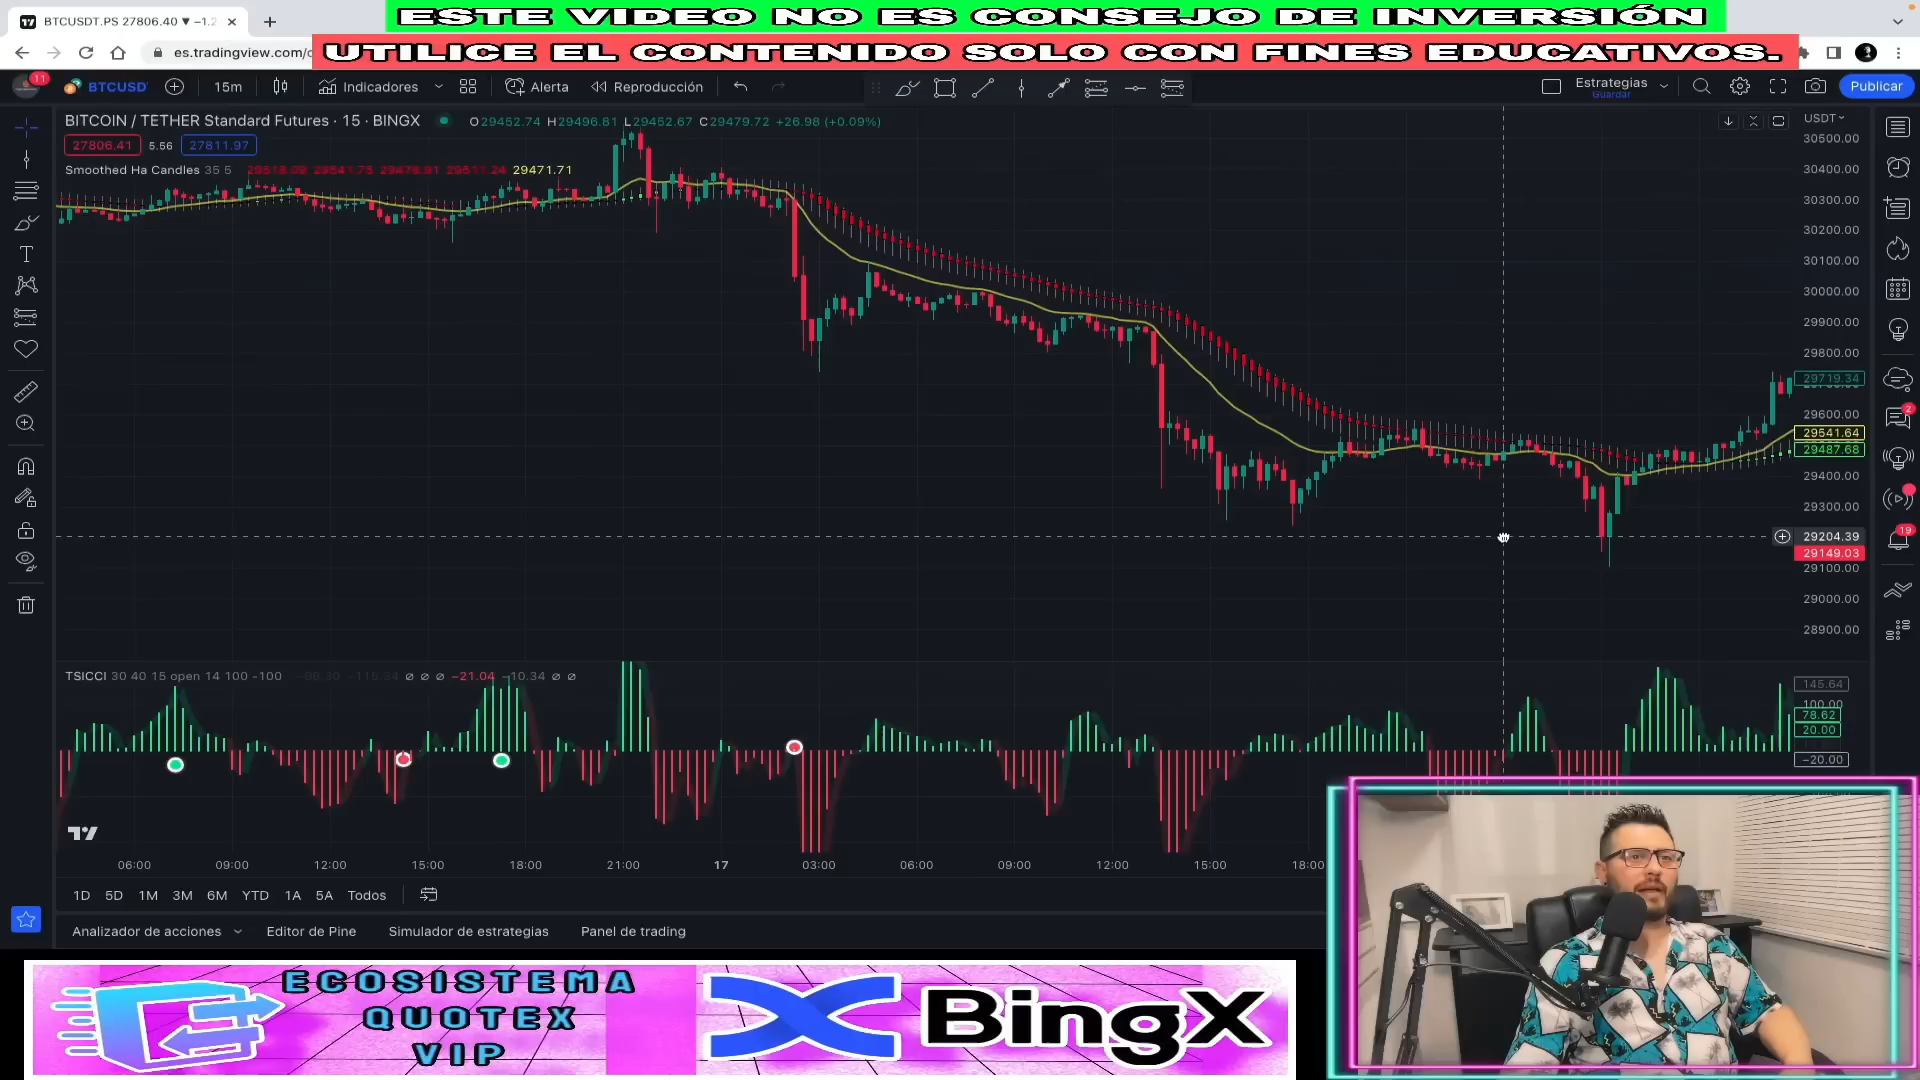 BTCUSDT.PS 27806.40 ▼ −1.2
ESTE VIDEO NO ES CONSEJO DE INVERSIÓN
es.tradingview.com/c
UTILICE EL CONTENIDO SOLO CON FINES EDUCATIVOS.
11
BTCUSD
15m
Indicadores
Alerta
Reproducción
Estrategias
Guardar
Publicar
BITCOIN / TETHER Standard Futures · 15 · BINGX
O29452.74 H29496.81 L29452.67 C29479.72 +26.98 (+0.09%)
USDT
27806.41
5.56
27811.97
Smoothed Ha Candles 35 5
29471.71
30500.00
30400.00
30300.00
30200.00
30100.00
30000.00
29900.00
29800.00
29719.34
29600.00
29541.64
29487.68
29400.00
29300.00
29204.39
29149.03
29100.00
29000.00
28900.00
2
19
TSICCI 30 40 15 open 14 100 -100
∅ ∅ ∅ −21.04 −10.34 ∅ ∅
145.64
100.00
78.62
20.00
−20.00
06:00
09:00
12:00
15:00
18:00
21:00
17
03:00
06:00
09:00
12:00
15:00
18:00
1D
5D
1M
3M
6M
YTD
1A
5A
Todos
Analizador de acciones
Editor de Pine
Simulador de estrategias
Panel de trading
ECOSISTEMA
QUOTEX
VIP
BingX